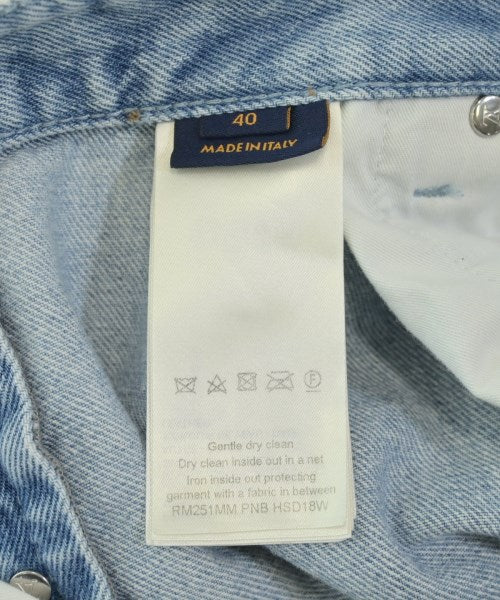 40
MADE IN ITALY
Gentle dry clean
Dry clean inside out in a net
Iron inside out protecting
garment with a fabric in between
RM251MM PNB HSD18W